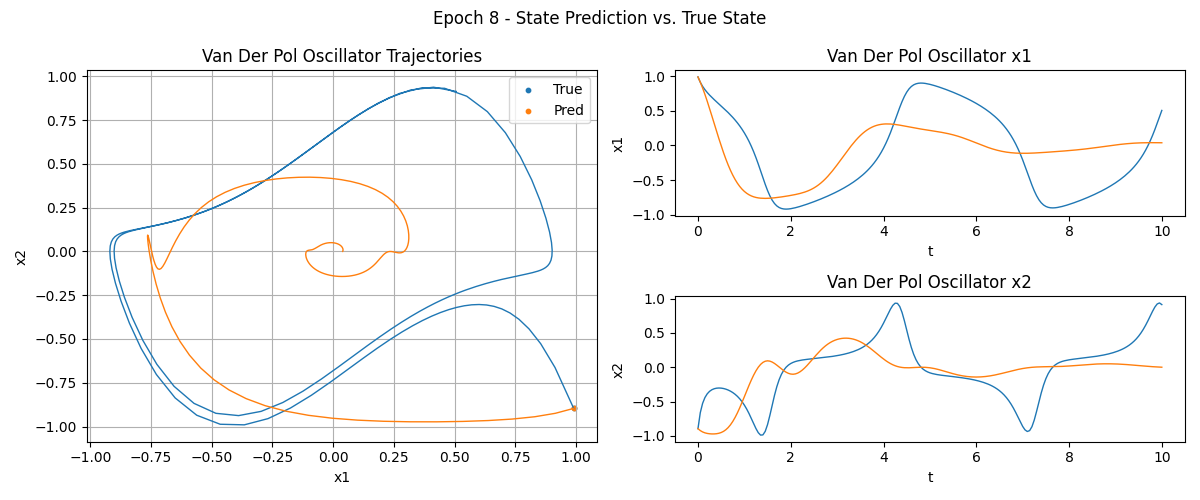 Epoch 8 - State Prediction vs. True State
Van Der Pol Oscillator Trajectories
1.00
0.75
0.50
0.25
0.00
−0.25
−0.50
−0.75
−1.00
x2
True
Pred
−1.00 −0.75 −0.50 −0.25 0.00 0.25 0.50 0.75 1.00
x1
Van Der Pol Oscillator x1
1.0
0.5
0.0
−0.5
−1.0
x1
0 2 4 6 8 10
t
Van Der Pol Oscillator x2
1.0
0.5
0.0
−0.5
−1.0
x2
0 2 4 6 8 10
t